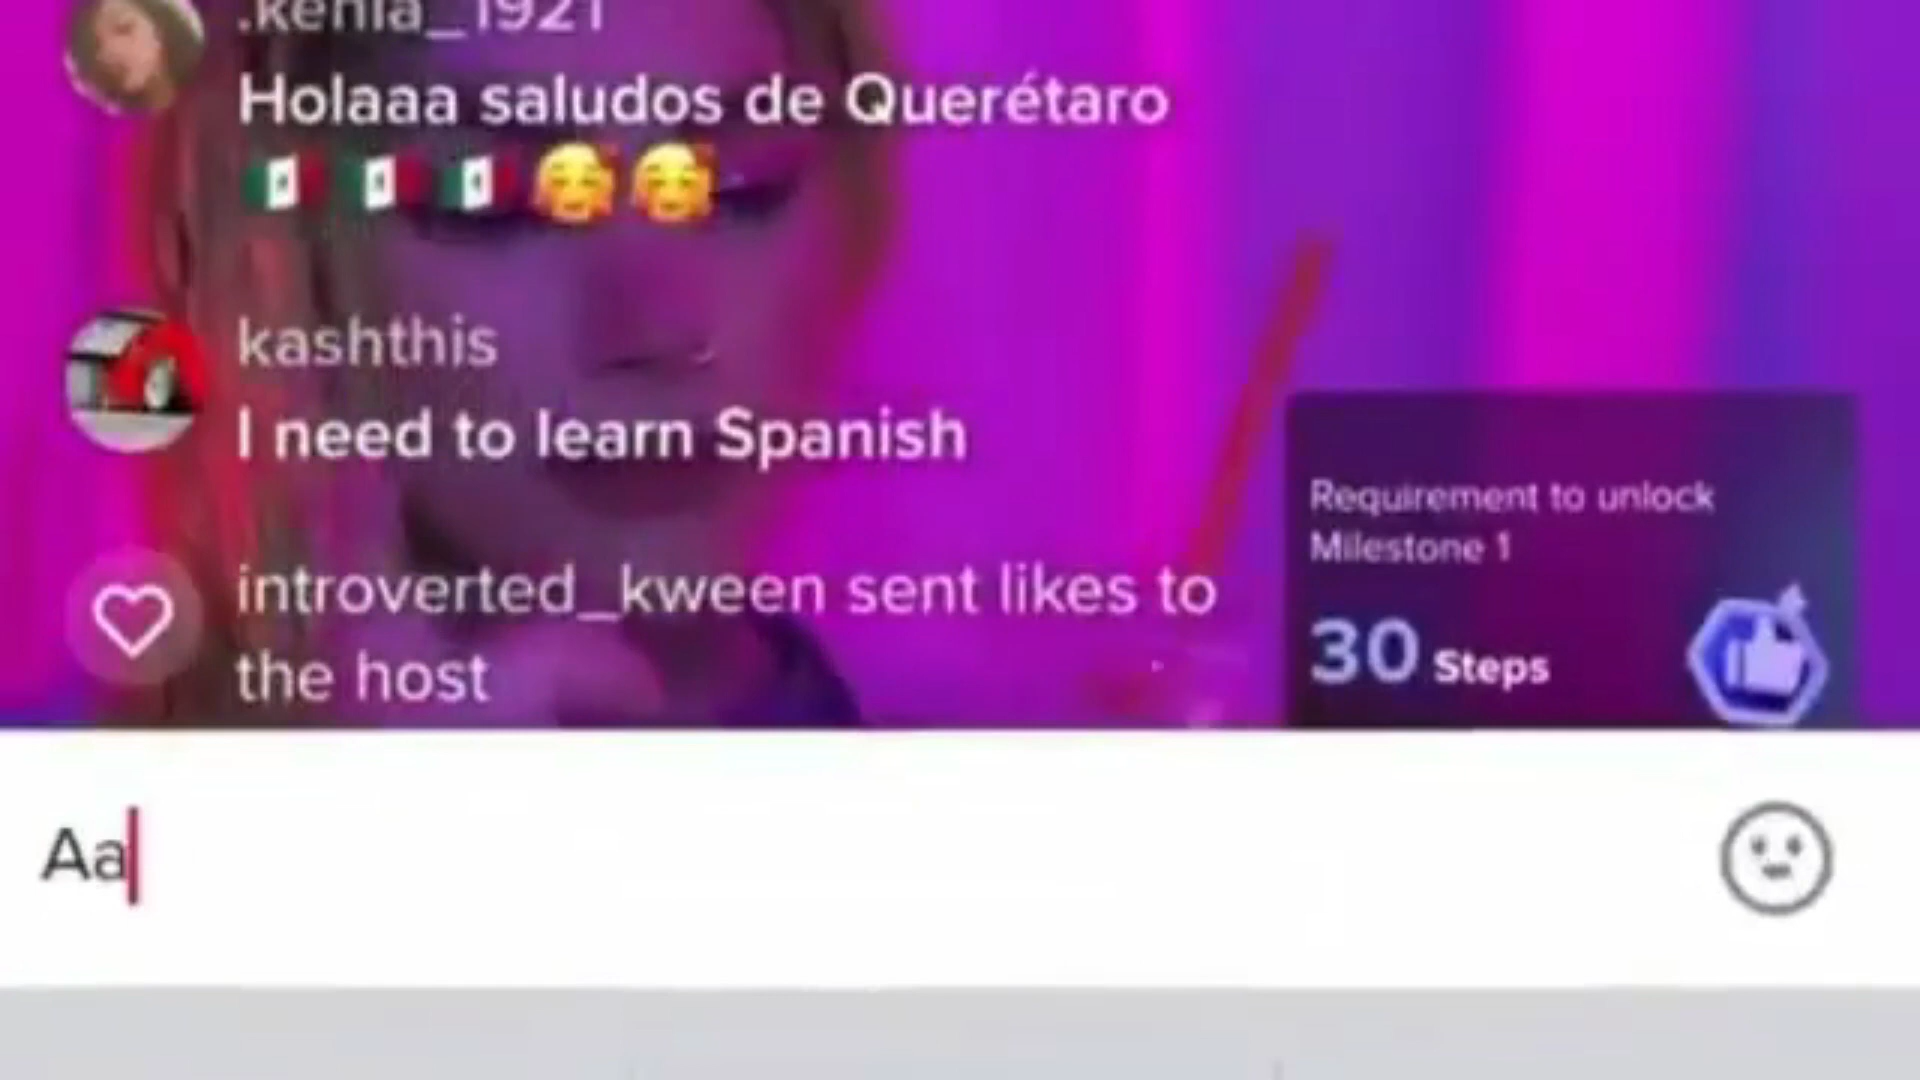 .kenia_1921
Holaaa saludos de Querétaro
🇲🇽🇲🇽🇲🇽🥰🥰
kashthis
I need to learn Spanish
introverted_kween sent likes to
the host
Requirement to unlock
Milestone 1
30 Steps
Aa